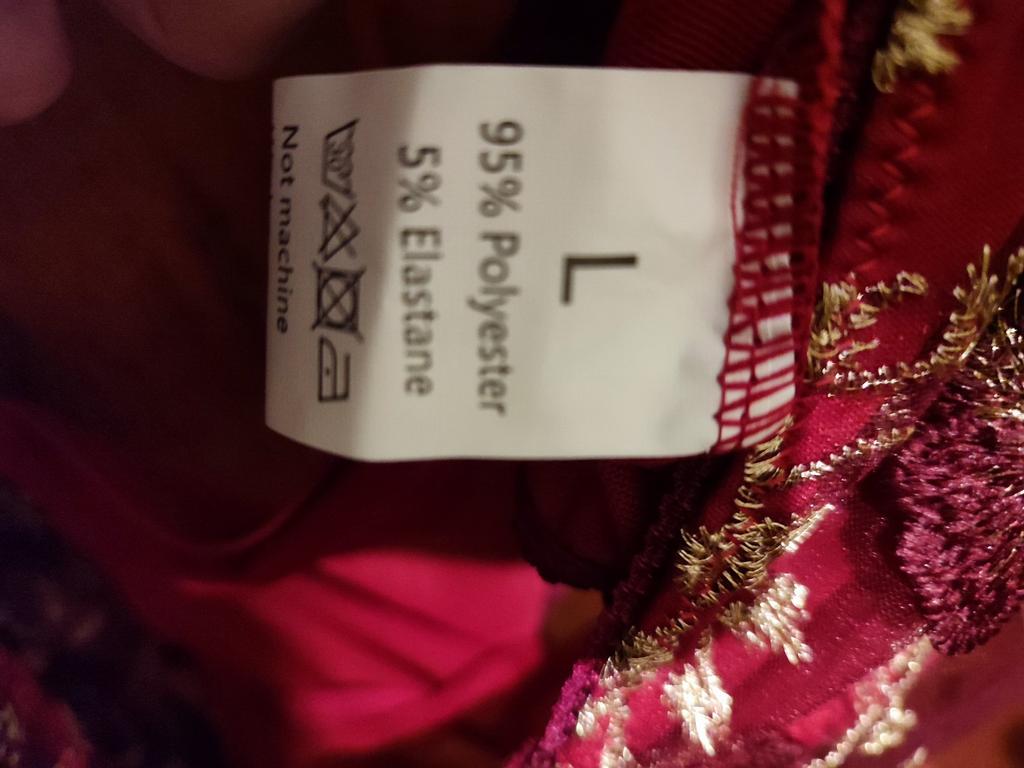 L
95% Polyester
5% Elastane
Not machine